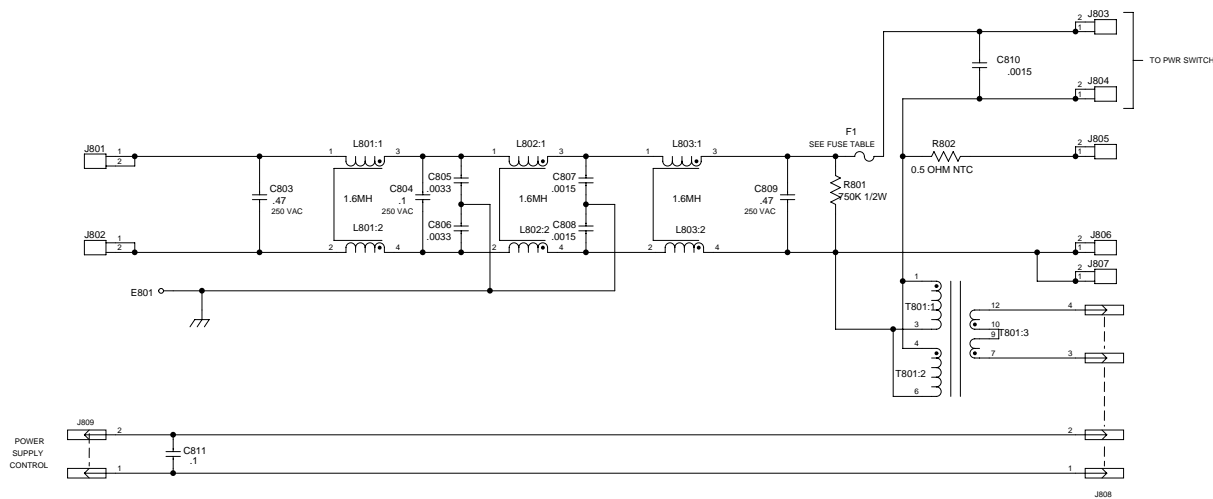 J803
2
1
C810
.0015
TO PWR SWITCH
J804
2
1
F1
SEE FUSE TABLE
J801
1
2
1
L801:1
3
1
L802:1
3
1
L803:1
3
R802
0.5 OHM NTC
2
1
J805
C803
.47
250 VAC
1.6MH
C804
.1
250 VAC
C805
.0033
C806
.0033
1.6MH
C807
.0015
C808
.0015
1.6MH
C809
.47
250 VAC
R801
750K 1/2W
J802
1
2
2
L801:2
4
2
L802:2
4
2
L803:2
4
J806
2
1
J807
2
1
E801
1
T801:1
3
4
T801:2
6
12
10
9
T801:3
7
4
3
POWER
SUPPLY
CONTROL
J809
2
1
C811
.1
2
1
J808